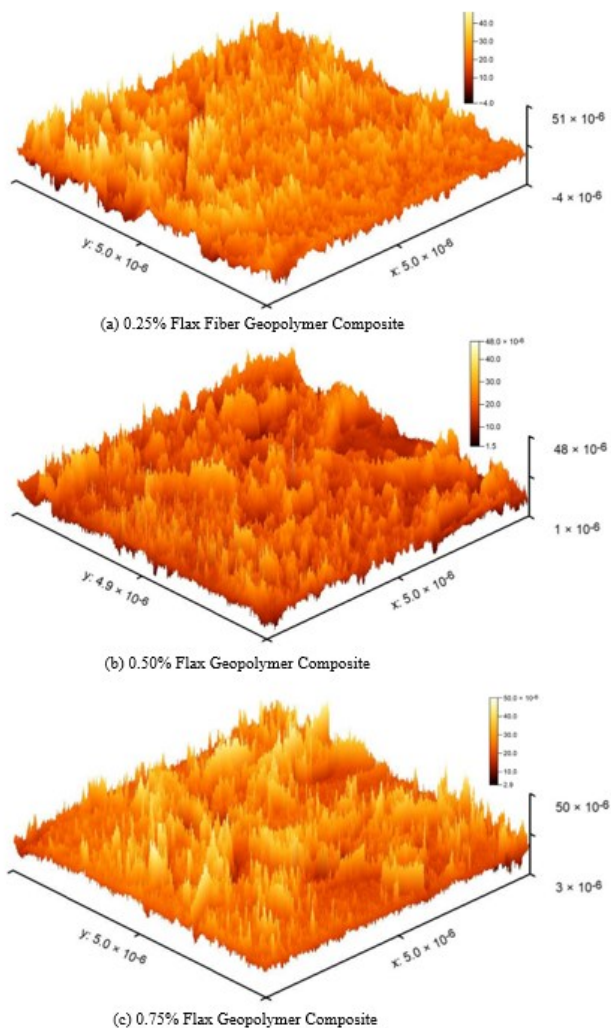 40.0
30.0
20.0
10.0
-4.0
51 × 10⁻⁶
-4 × 10⁻⁶
y: 5.0 × 10⁻⁶
x: 5.0 × 10⁻⁶
(a) 0.25% Flax Fiber Geopolymer Composite
48.0 × 10⁻⁶
40.0
30.0
20.0
10.0
1.5
48 × 10⁻⁶
1 × 10⁻⁶
y: 4.9 × 10⁻⁶
x: 5.0 × 10⁻⁶
(b) 0.50% Flax Geopolymer Composite
50.0 × 10⁻⁶
40.0
30.0
20.0
10.0
2.9
50 × 10⁻⁶
3 × 10⁻⁶
y: 5.0 × 10⁻⁶
x: 5.0 × 10⁻⁶
(c) 0.75% Flax Geopolymer Composite